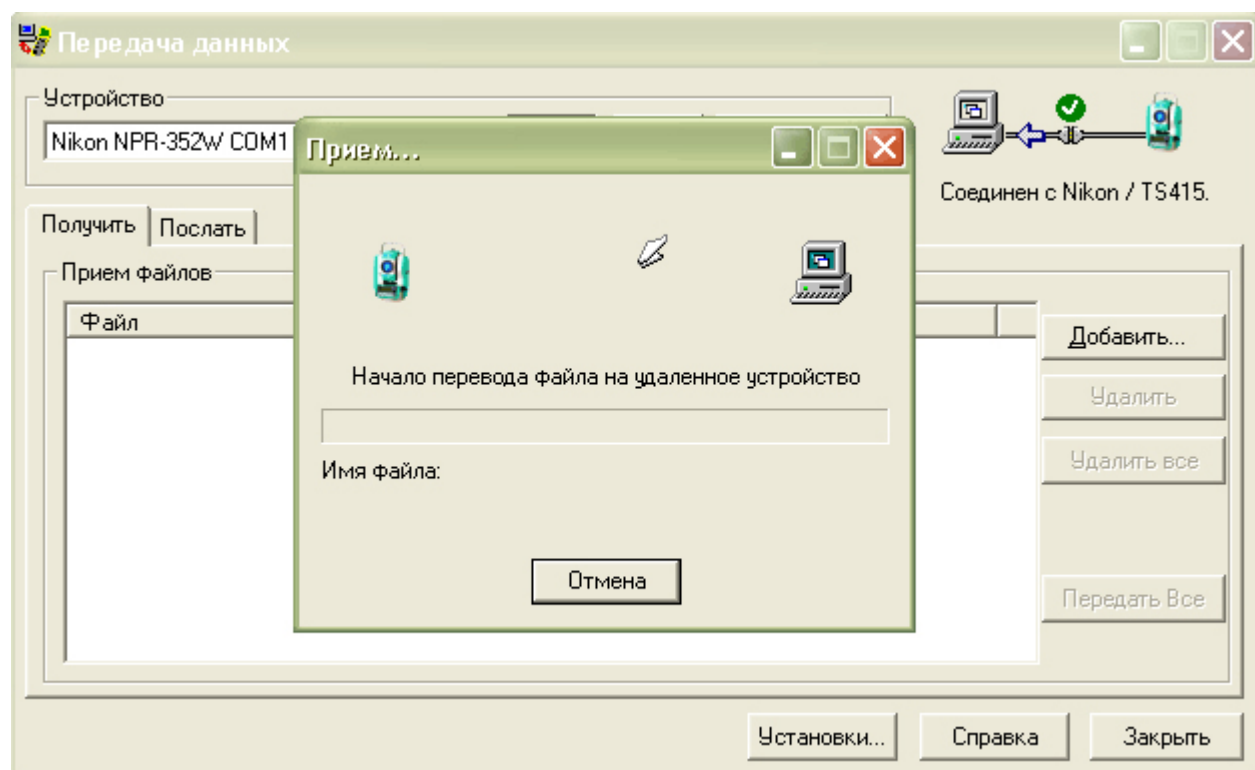 Передача данных
Устройство
Nikon NPR-352W COM1
Соединен с Nikon / TS415.
Получить
Послать
Прием файлов
Файл
Добавить...
Удалить
Удалить все
Передать Все
Прием...
Начало перевода файла на удаленное устройство
Имя файла:
Отмена
Установки...
Справка
Закрыть